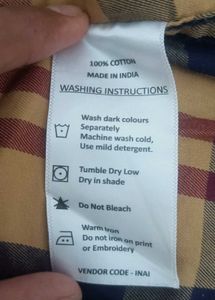 100% COTTON
MADE IN INDIA
WASHING INSTRUCTIONS
Wash dark colours
Separately
Machine wash cold,
Use mild detergent.
Tumble Dry Low
Dry in shade
Do Not Bleach
Warm Iron
Do not iron on print
or Embroidery
VENDOR CODE - INAI